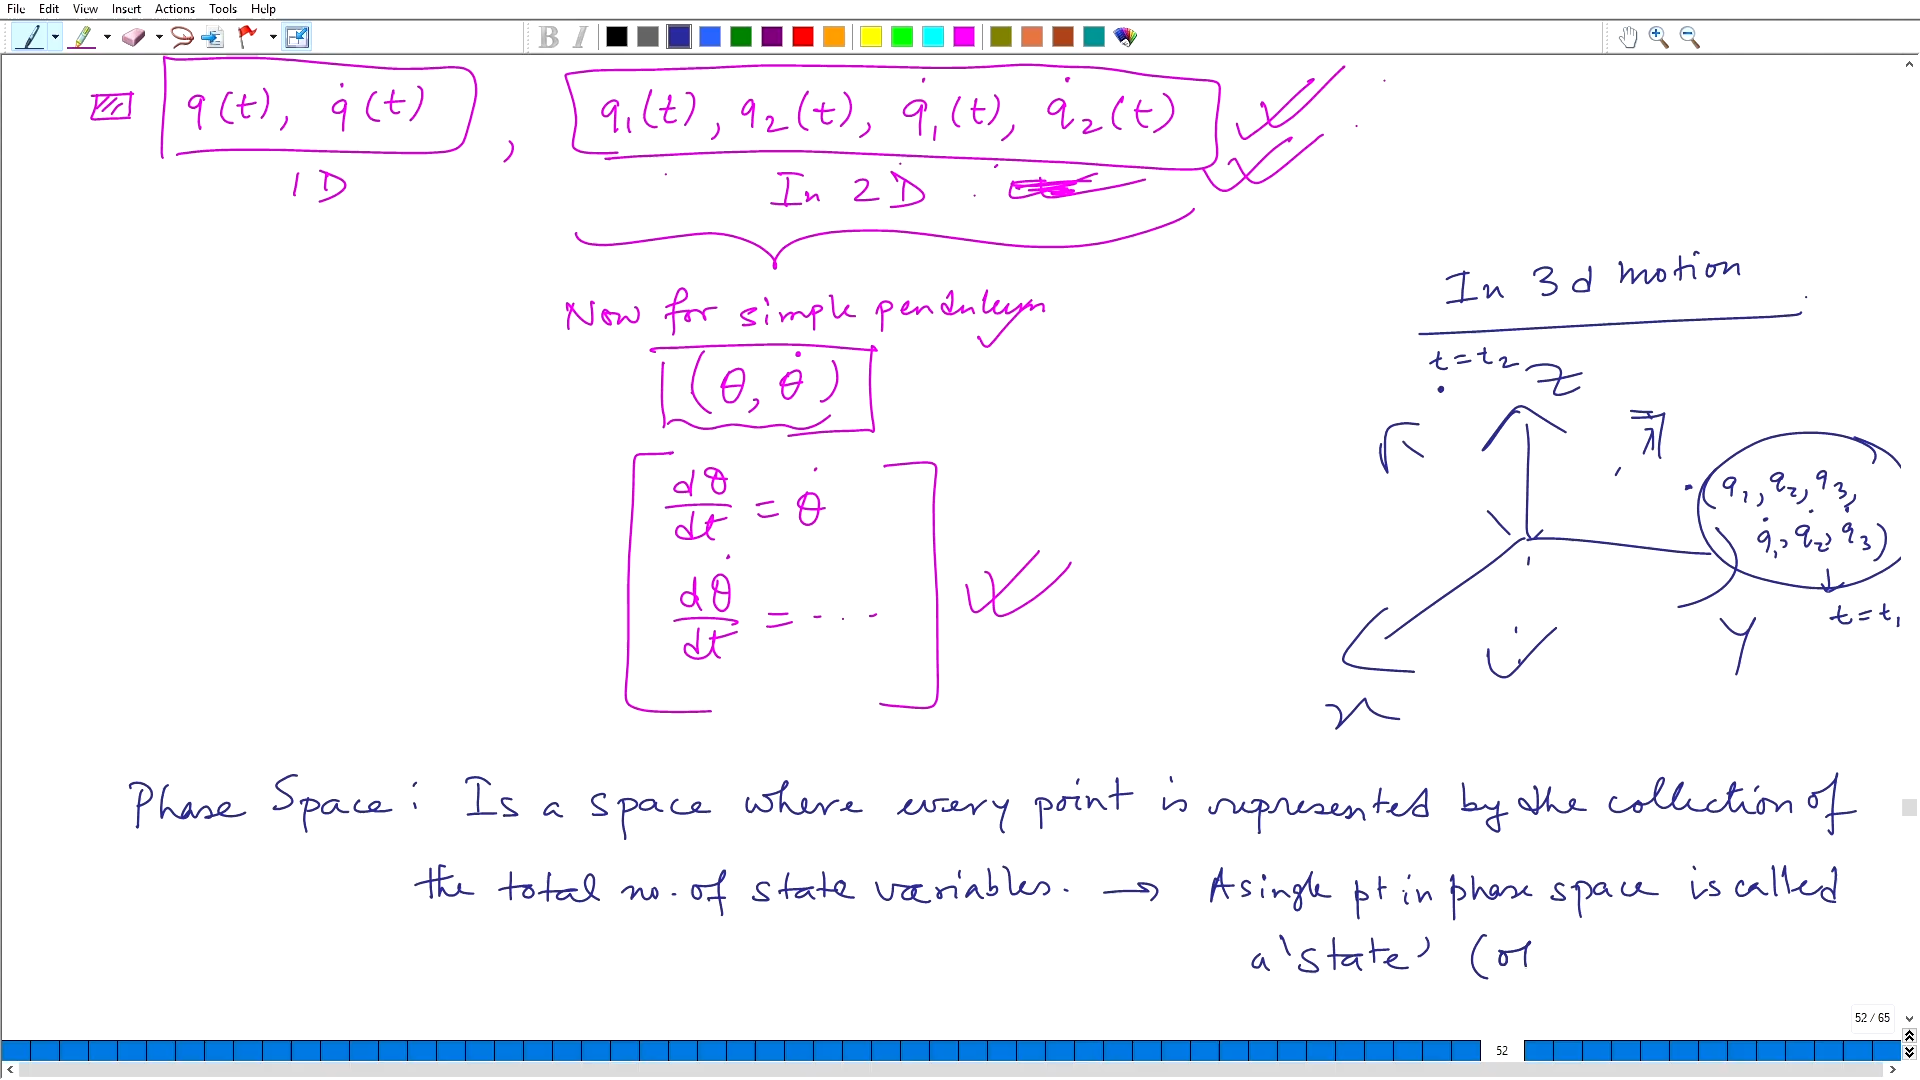 File Edit View Insert Actions Tools Help
q(t), q̇(t) , q₁(t), q₂(t), q̇₁(t), q̇₂(t)
1D In 2D
Now for simple pendulum
(θ, θ̇)
dθ/dt = θ̇
dθ̇/dt = ----
In 3d motion
t=t₂
Z
(q₁, q₂, q₃,
q̇₁, q̇₂, q̇₃)
t=t₁
Y
x
Phase Space: Is a space where every point is represented by the collection of
the total no. of state variables. → A single pt in phase space is called
a 'state' (of
52 / 65
52